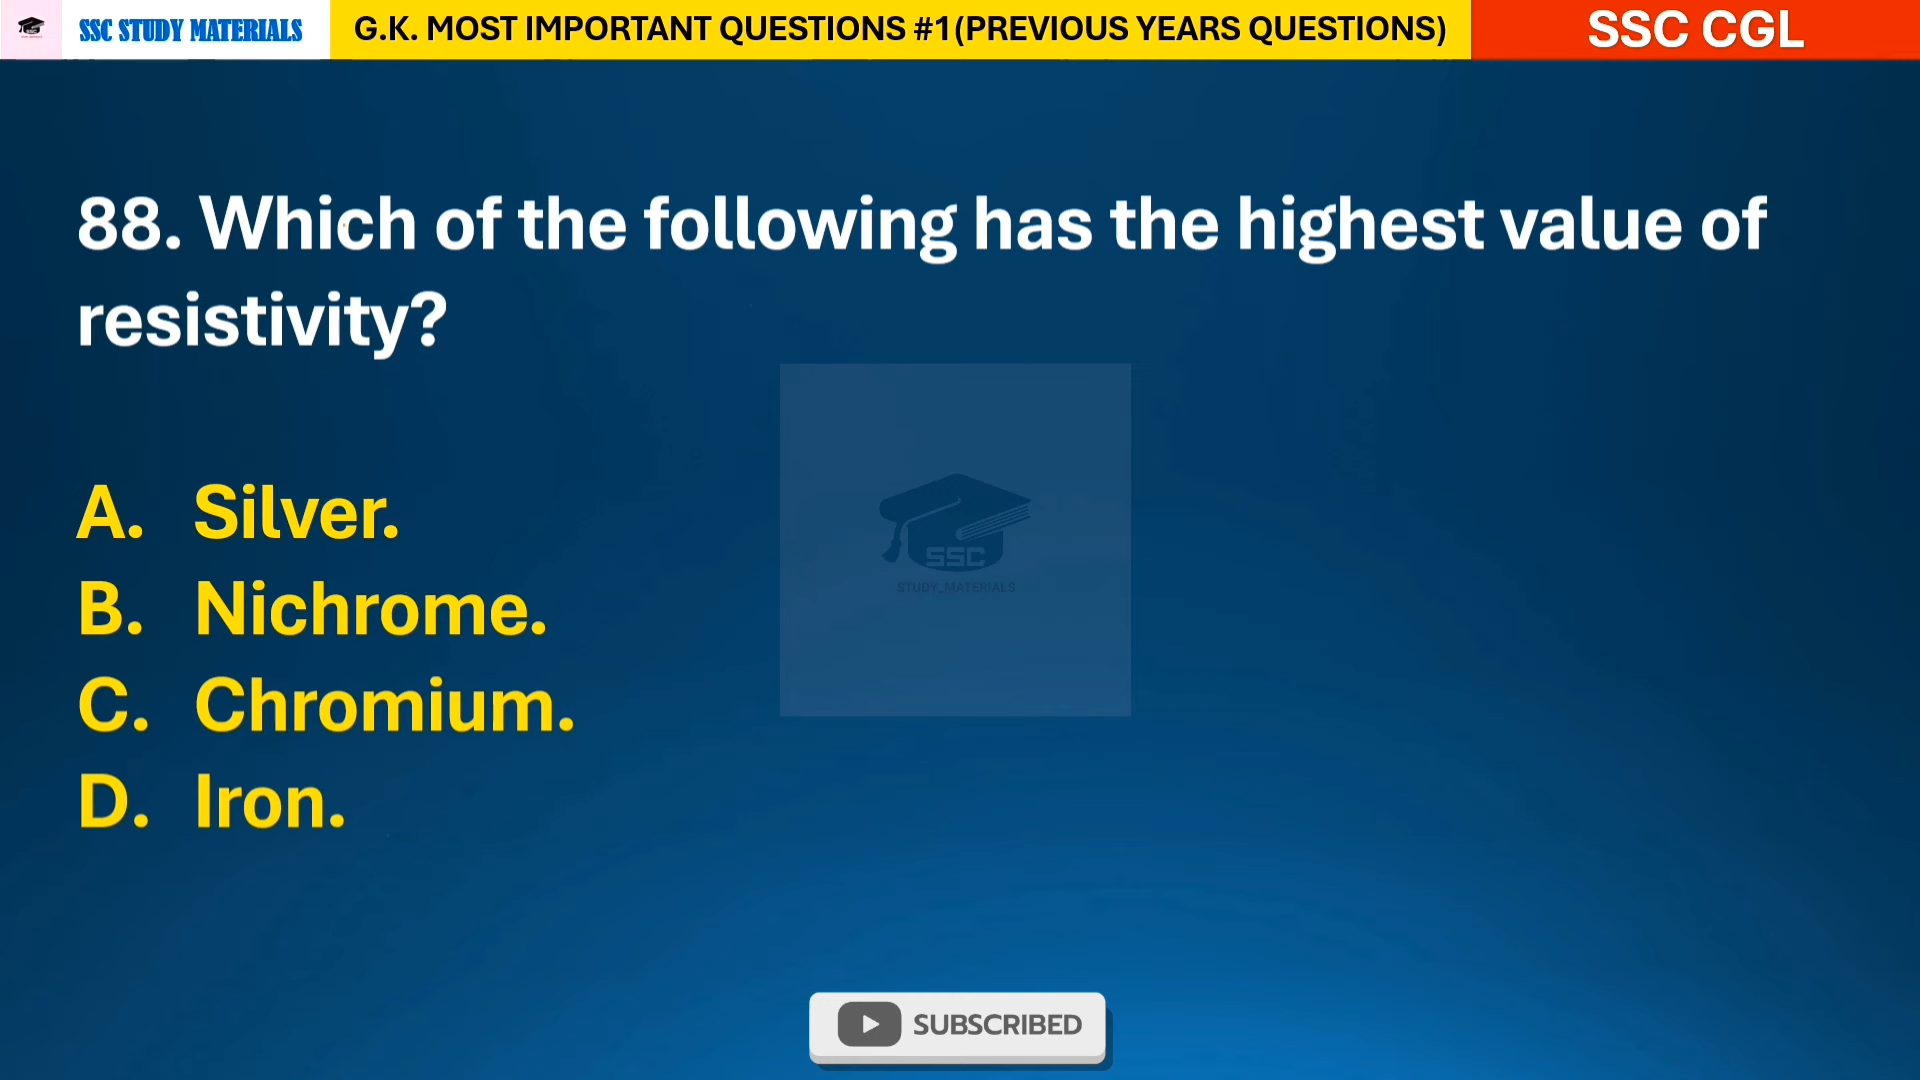 SSC STUDY MATERIALS
G.K. MOST IMPORTANT QUESTIONS #1(PREVIOUS YEARS QUESTIONS)
SSC CGL
88. Which of the following has the highest value of
resistivity?
A. Silver.
B. Nichrome.
C. Chromium.
D. Iron.
SSC
STUDY_MATERIALS
SUBSCRIBED